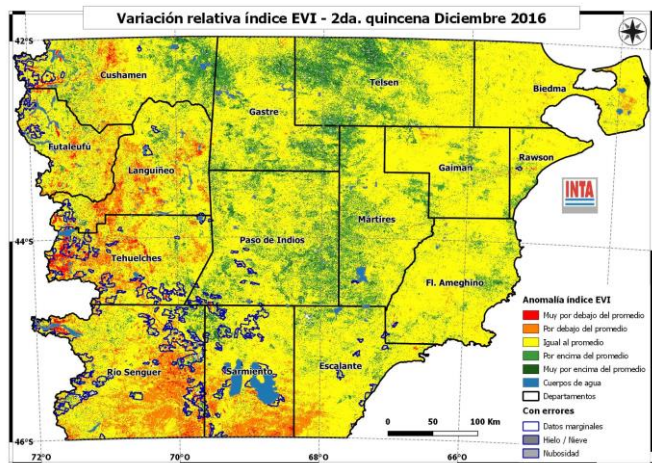 Variación relativa índice EVI - 2da. quincena Diciembre 2016
42°S
Cushamen
Telsen
Biedma
Gastre
Futaleufú
Languiñeo
Gaiman
Rawson
INTA
44°S
Tehuelches
Paso de Indios
Mártires
Fl. Ameghino
Río Senguer
Sarmiento
Escalante
46°S
72°W
70°W
68°W
66°W
0 50 100 Km
Anomalía índice EVI
Muy por debajo del promedio
Por debajo del promedio
Igual al promedio
Por encima del promedio
Muy por encima del promedio
Cuerpos de agua
Departamentos
Con errores
Datos marginales
Hielo / Nieve
Nubosidad